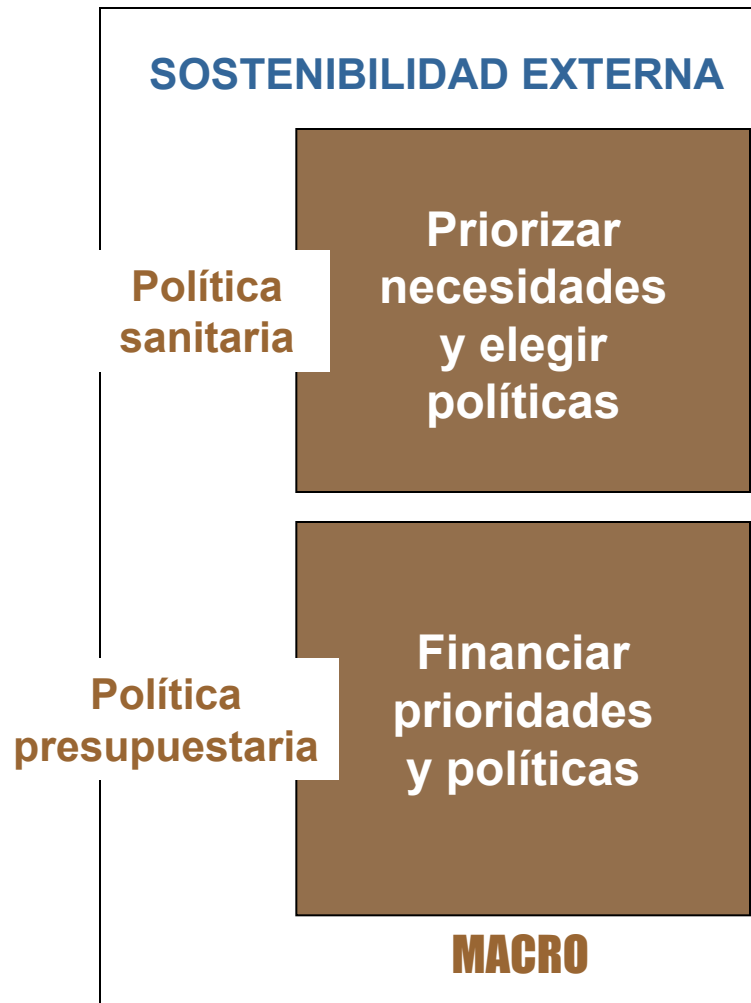 SOSTENIBILIDAD EXTERNA
Política
sanitaria
Priorizar
necesidades
y elegir
políticas
Política
presupuestaria
Financiar
prioridades
y políticas
MACRO